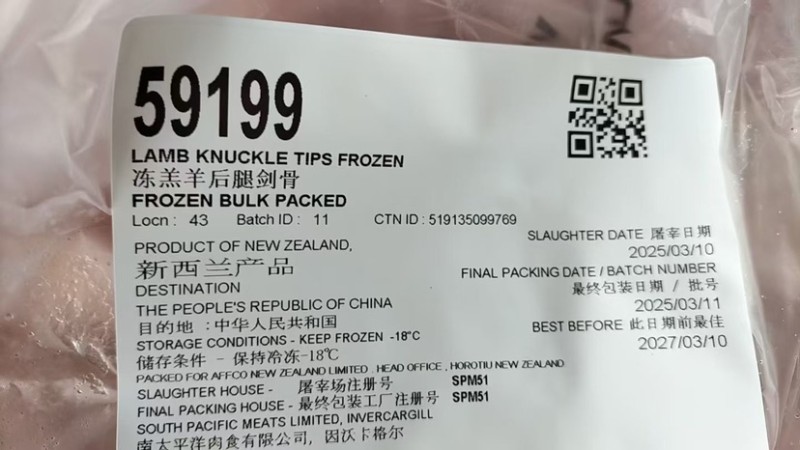 59199
LAMB KNUCKLE TIPS FROZEN
冻羔羊后腿剑骨
FROZEN BULK PACKED
Locn : 43 Batch ID : 11 CTN ID : 519135099769
SLAUGHTER DATE 屠宰日期
2025/03/10
FINAL PACKING DATE / BATCH NUMBER
最终包装日期 / 批号
2025/03/11
BEST BEFORE 此日期前最佳
2027/03/10
PRODUCT OF NEW ZEALAND,
新西兰产品
DESTINATION
THE PEOPLE'S REPUBLIC OF CHINA
目的地 :中华人民共和国
STORAGE CONDITIONS - KEEP FROZEN -18°C
储存条件 - 保持冷冻-18℃
PACKED FOR AFFCO NEW ZEALAND LIMITED . HEAD OFFICE , HOROTIU NEW ZEALAND
SLAUGHTER HOUSE - 屠宰场注册号 SPM51
FINAL PACKING HOUSE - 最终包装工厂注册号 SPM51
SOUTH PACIFIC MEATS LIMITED, INVERCARGILL
南太平洋肉食有限公司, 因沃卡格尔